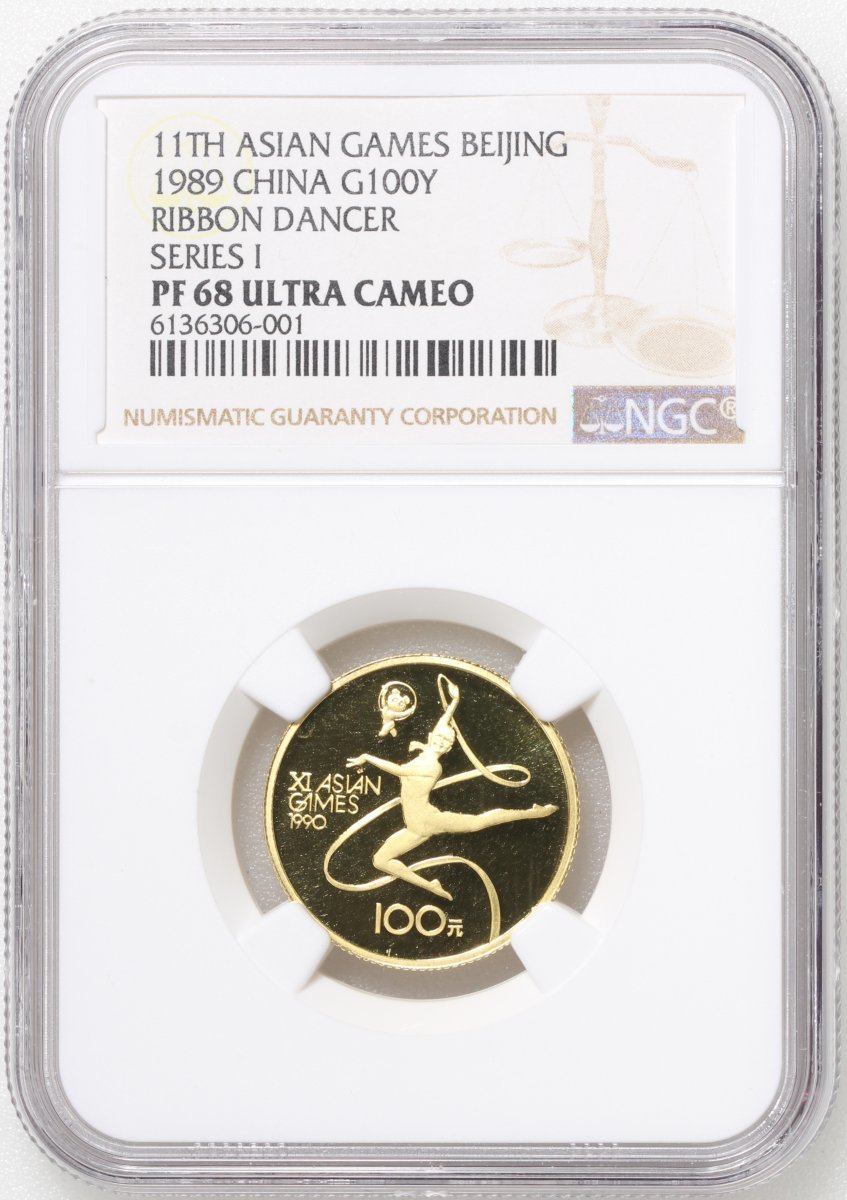 11TH ASIAN GAMES BEIJING
1989 CHINA G100Y
RIBBON DANCER
SERIES I
PF 68 ULTRA CAMEO
6136306-001
NUMISMATIC GUARANTY CORPORATION
NGC®
XI ASIAN
GAMES
1990
100元